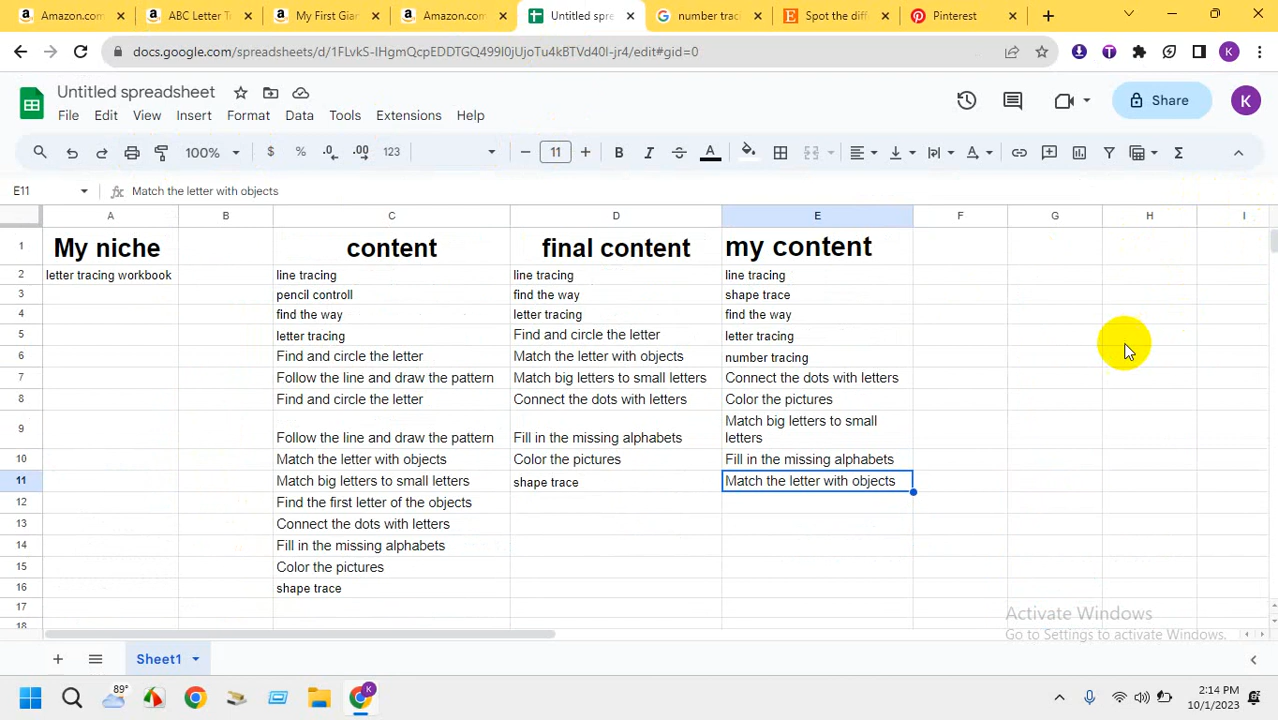 Amazon.com
ABC Letter T
My First Gian
Amazon.com
Untitled spre
number trac
Spot the diff
Pinterest
docs.google.com/spreadsheets/d/1FLvkS-IHgmQcpEDDTGQ499I0jUjoTu4kBTVd40I-jr4/edit#gid=0
K
Untitled spreadsheet
Share
K
File Edit View Insert Format Data Tools Extensions Help
100% $ % .0 .00 123 11 B I A
E11 fx Match the letter with objects
A B C D E F G H I
1 My niche content final content my content
2 letter tracing workbook line tracing line tracing line tracing
3 pencil controll find the way shape trace
4 find the way letter tracing find the way
5 letter tracing Find and circle the letter letter tracing
6 Find and circle the letter Match the letter with objects number tracing
7 Follow the line and draw the pattern Match big letters to small letters Connect the dots with letters
8 Find and circle the letter Connect the dots with letters Color the pictures
Match big letters to small
9 Follow the line and draw the pattern Fill in the missing alphabets letters
10 Match the letter with objects Color the pictures Fill in the missing alphabets
11 Match big letters to small letters shape trace Match the letter with objects
12 Find the first letter of the objects
13 Connect the dots with letters
14 Fill in the missing alphabets
15 Color the pictures
16 shape trace
17
18
Activate Windows
Go to Settings to activate Windows.
Sheet1
89°
K
2:14 PM
10/1/2023